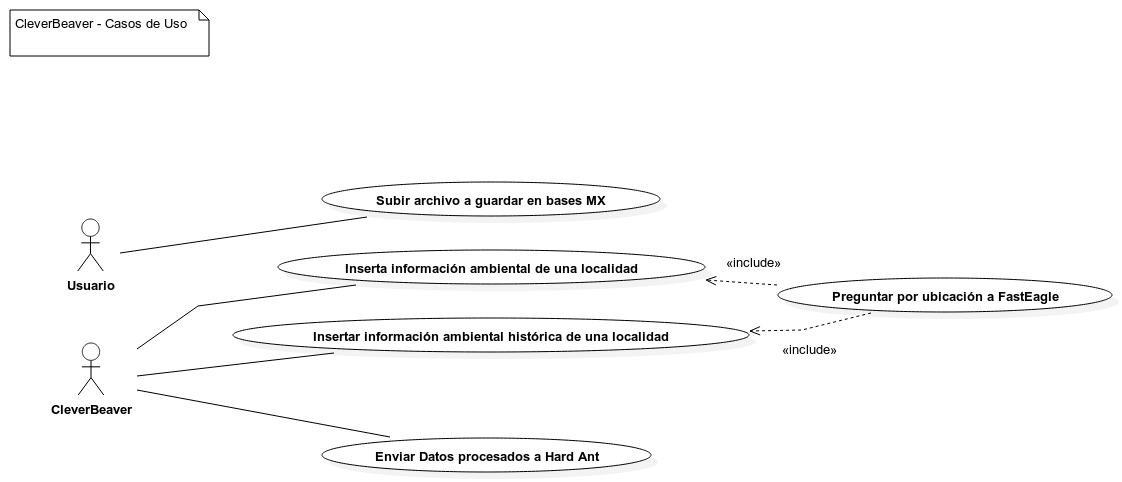 CleverBeaver - Casos de Uso
Subir archivo a guardar en bases MX
Usuario
Inserta información ambiental de una localidad
«include»
Preguntar por ubicación a FastEagle
Insertar información ambiental histórica de una localidad
«include»
CleverBeaver
Enviar Datos procesados a Hard Ant